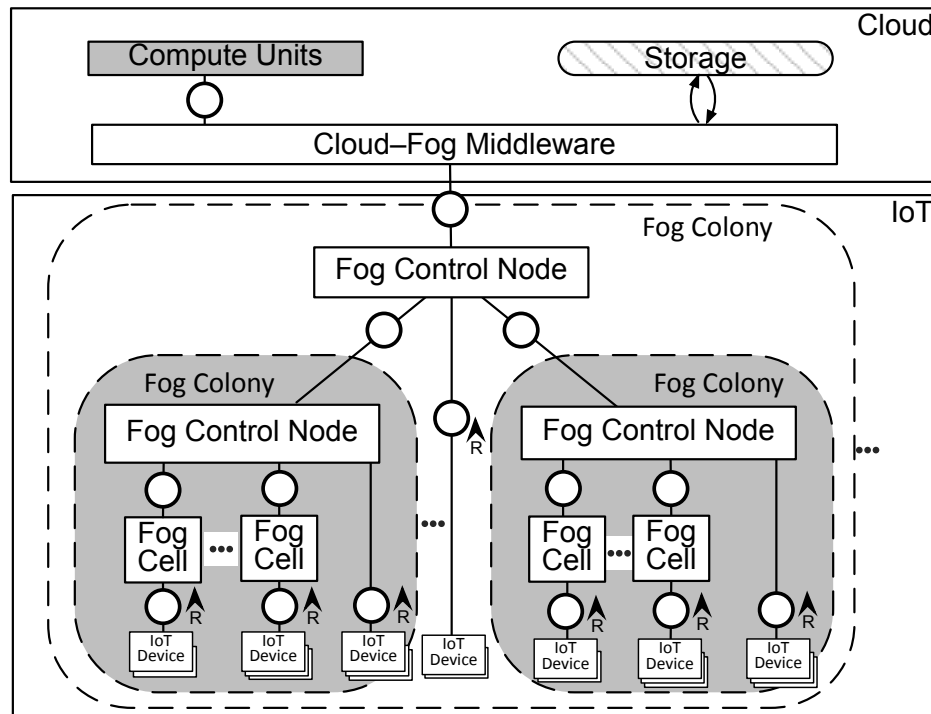 Cloud
Compute Units
Storage
Cloud–Fog Middleware
IoT
Fog Colony
Fog Control Node
Fog Colony
Fog Colony
Fog Control Node
Fog Control Node
R
•••
•••
Fog
Cell
•••
Fog
Cell
Fog
Cell
•••
Fog
Cell
R
R
R
R
R
R
IoT
Device
IoT
Device
IoT
Device
IoT
Device
IoT
Device
IoT
Device
IoT
Device